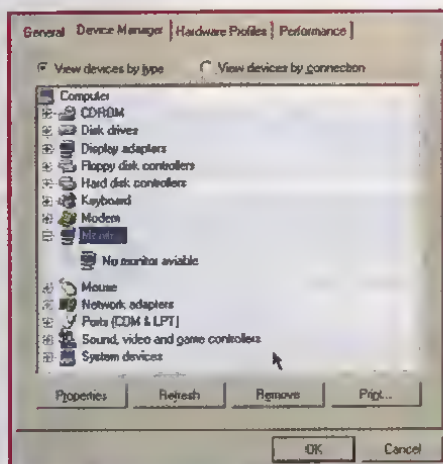 General Device Manager Hardware Profiles Performance
View devices by type View devices by connection
Computer
CDROM
Disk drives
Display adapters
Floppy disk controllers
Hard disk controllers
Keyboard
Modem
Monitor
No monitor aviable
Mouse
Network adapters
Ports (COM & LPT)
Sound, video and game controllers
System devices
Properties Refresh Remove Print...
OK Cancel